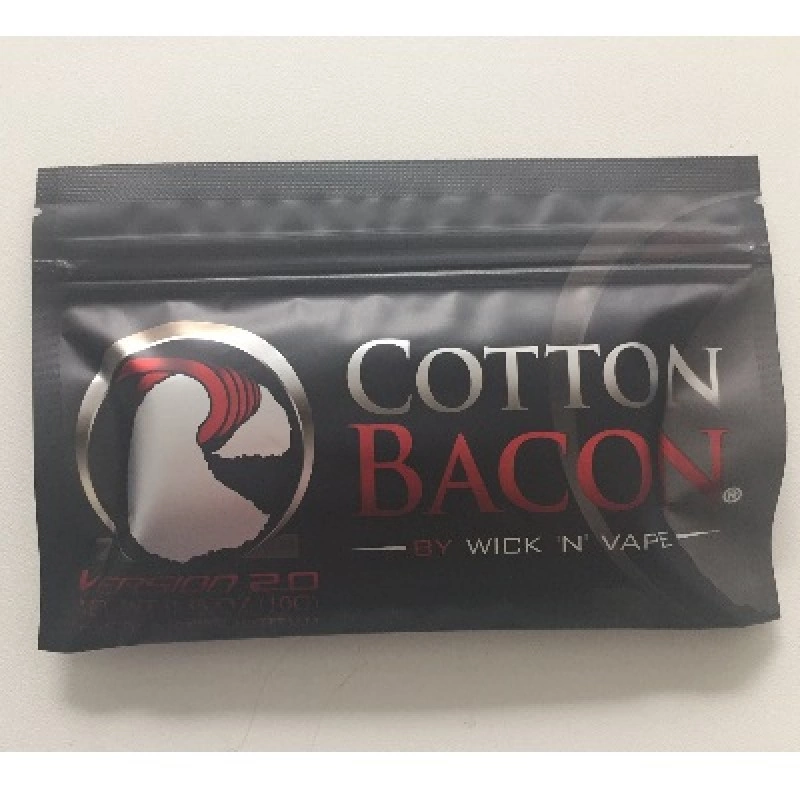 COTTON
BACON®
BY WICK 'N' VAPE
VERSION 2.0